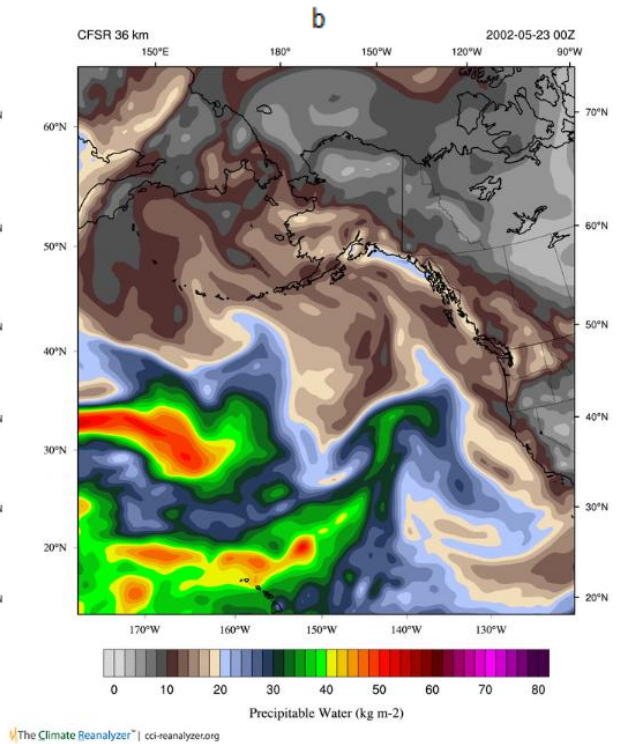 b
CFSR 36 km 2002-05-23 00Z
150°E 180° 150°W 120°W 90°W
60°N 70°N
50°N 60°N
40°N 50°N
30°N 40°N
20°N 30°N
20°N
170°W 160°W 150°W 140°W 130°W
0 10 20 30 40 50 60 70 80
Precipitable Water (kg m-2)
The Climate Reanalyzer™ | cci-reanalyzer.org